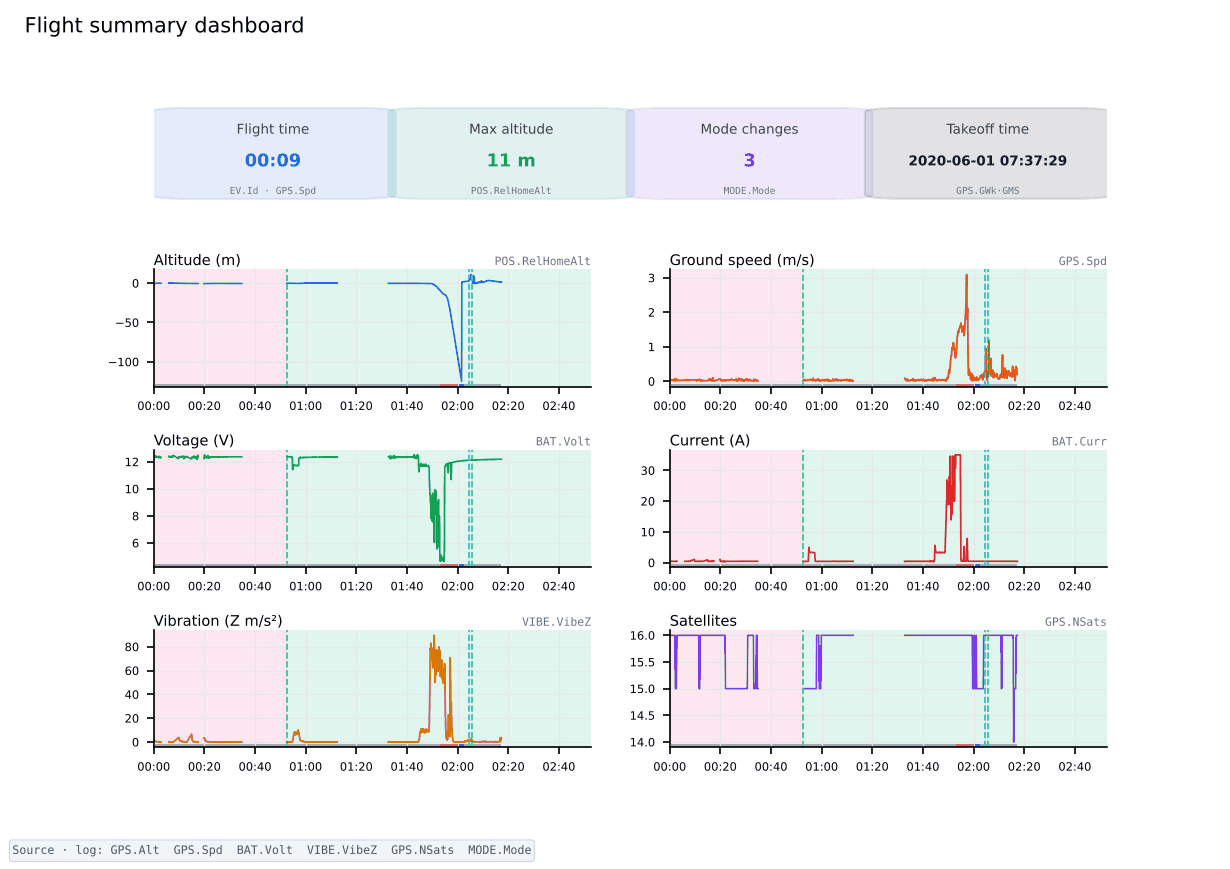 Flight summary dashboard
Flight time
Max altitude
Mode changes
Takeoff time
00:09
11 m
3
2020-06-01 07:37:29
EV.Id · GPS.Spd
POS.RelHomeAlt
MODE.Mode
GPS.GWk·GMS
Altitude (m)
POS.RelHomeAlt
0
−50
−100
00:00 00:20 00:40 01:00 01:20 01:40 02:00 02:20 02:40
Ground speed (m/s)
GPS.Spd
3
2
1
0
00:00 00:20 00:40 01:00 01:20 01:40 02:00 02:20 02:40
Voltage (V)
BAT.Volt
12
10
8
6
00:00 00:20 00:40 01:00 01:20 01:40 02:00 02:20 02:40
Current (A)
BAT.Curr
30
20
10
0
00:00 00:20 00:40 01:00 01:20 01:40 02:00 02:20 02:40
Vibration (Z m/s²)
VIBE.VibeZ
80
60
40
20
0
00:00 00:20 00:40 01:00 01:20 01:40 02:00 02:20 02:40
Satellites
GPS.NSats
16.0
15.5
15.0
14.5
14.0
00:00 00:20 00:40 01:00 01:20 01:40 02:00 02:20 02:40
Source · log: GPS.Alt GPS.Spd BAT.Volt VIBE.VibeZ GPS.NSats MODE.Mode